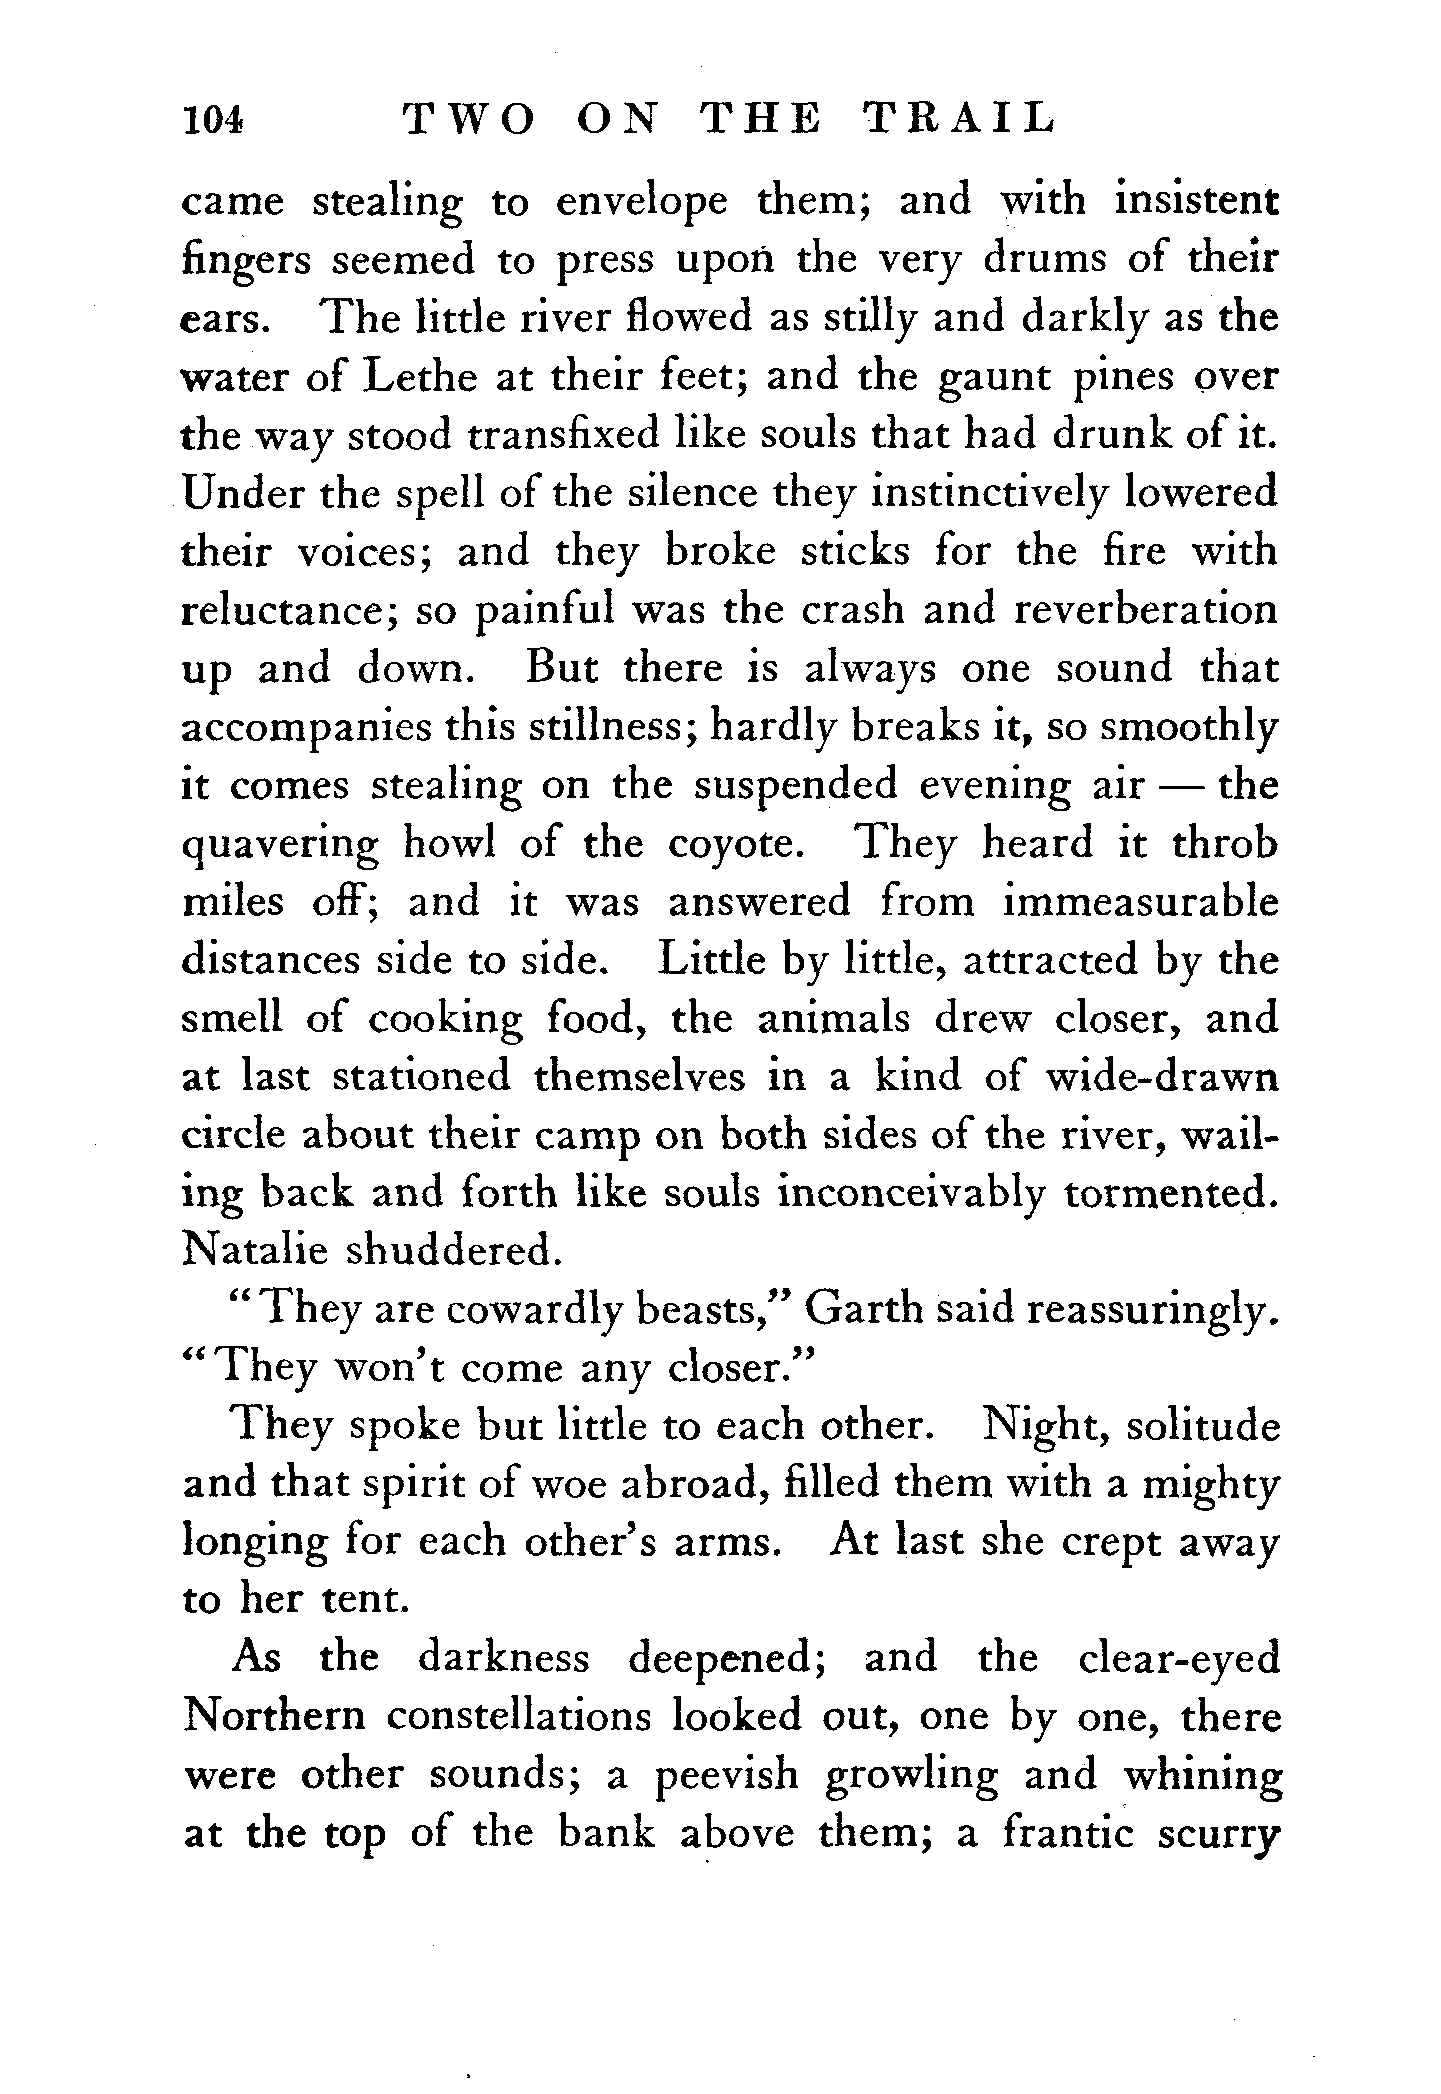 104 TWO ON THE TRAIL
came stealing to envelope them; and with insistent
fingers seemed to press upon the very drums of their
ears. The little river flowed as stilly and darkly as the
water of Lethe at their feet; and the gaunt pines over
the way stood transfixed like souls that had drunk of it.
Under the spell of the silence they instinctively lowered
their voices; and they broke sticks for the fire with
reluctance; so painful was the crash and reverberation
up and down. But there is always one sound that
accompanies this stillness; hardly breaks it, so smoothly
it comes stealing on the suspended evening air — the
quavering howl of the coyote. They heard it throb
miles off; and it was answered from immeasurable
distances side to side. Little by little, attracted by the
smell of cooking food, the animals drew closer, and
at last stationed themselves in a kind of wide-drawn
circle about their camp on both sides of the river, wail-
ing back and forth like souls inconceivably tormented.
Natalie shuddered.
“They are cowardly beasts,” Garth said reassuringly.
“They won’t come any closer.”
They spoke but little to each other. Night, solitude
and that spirit of woe abroad, filled them with a mighty
longing for each other’s arms. At last she crept away
to her tent.
As the darkness deepened; and the clear-eyed
Northern constellations looked out, one by one, there
were other sounds; a peevish growling and whining
at the top of the bank above them; a frantic scurry